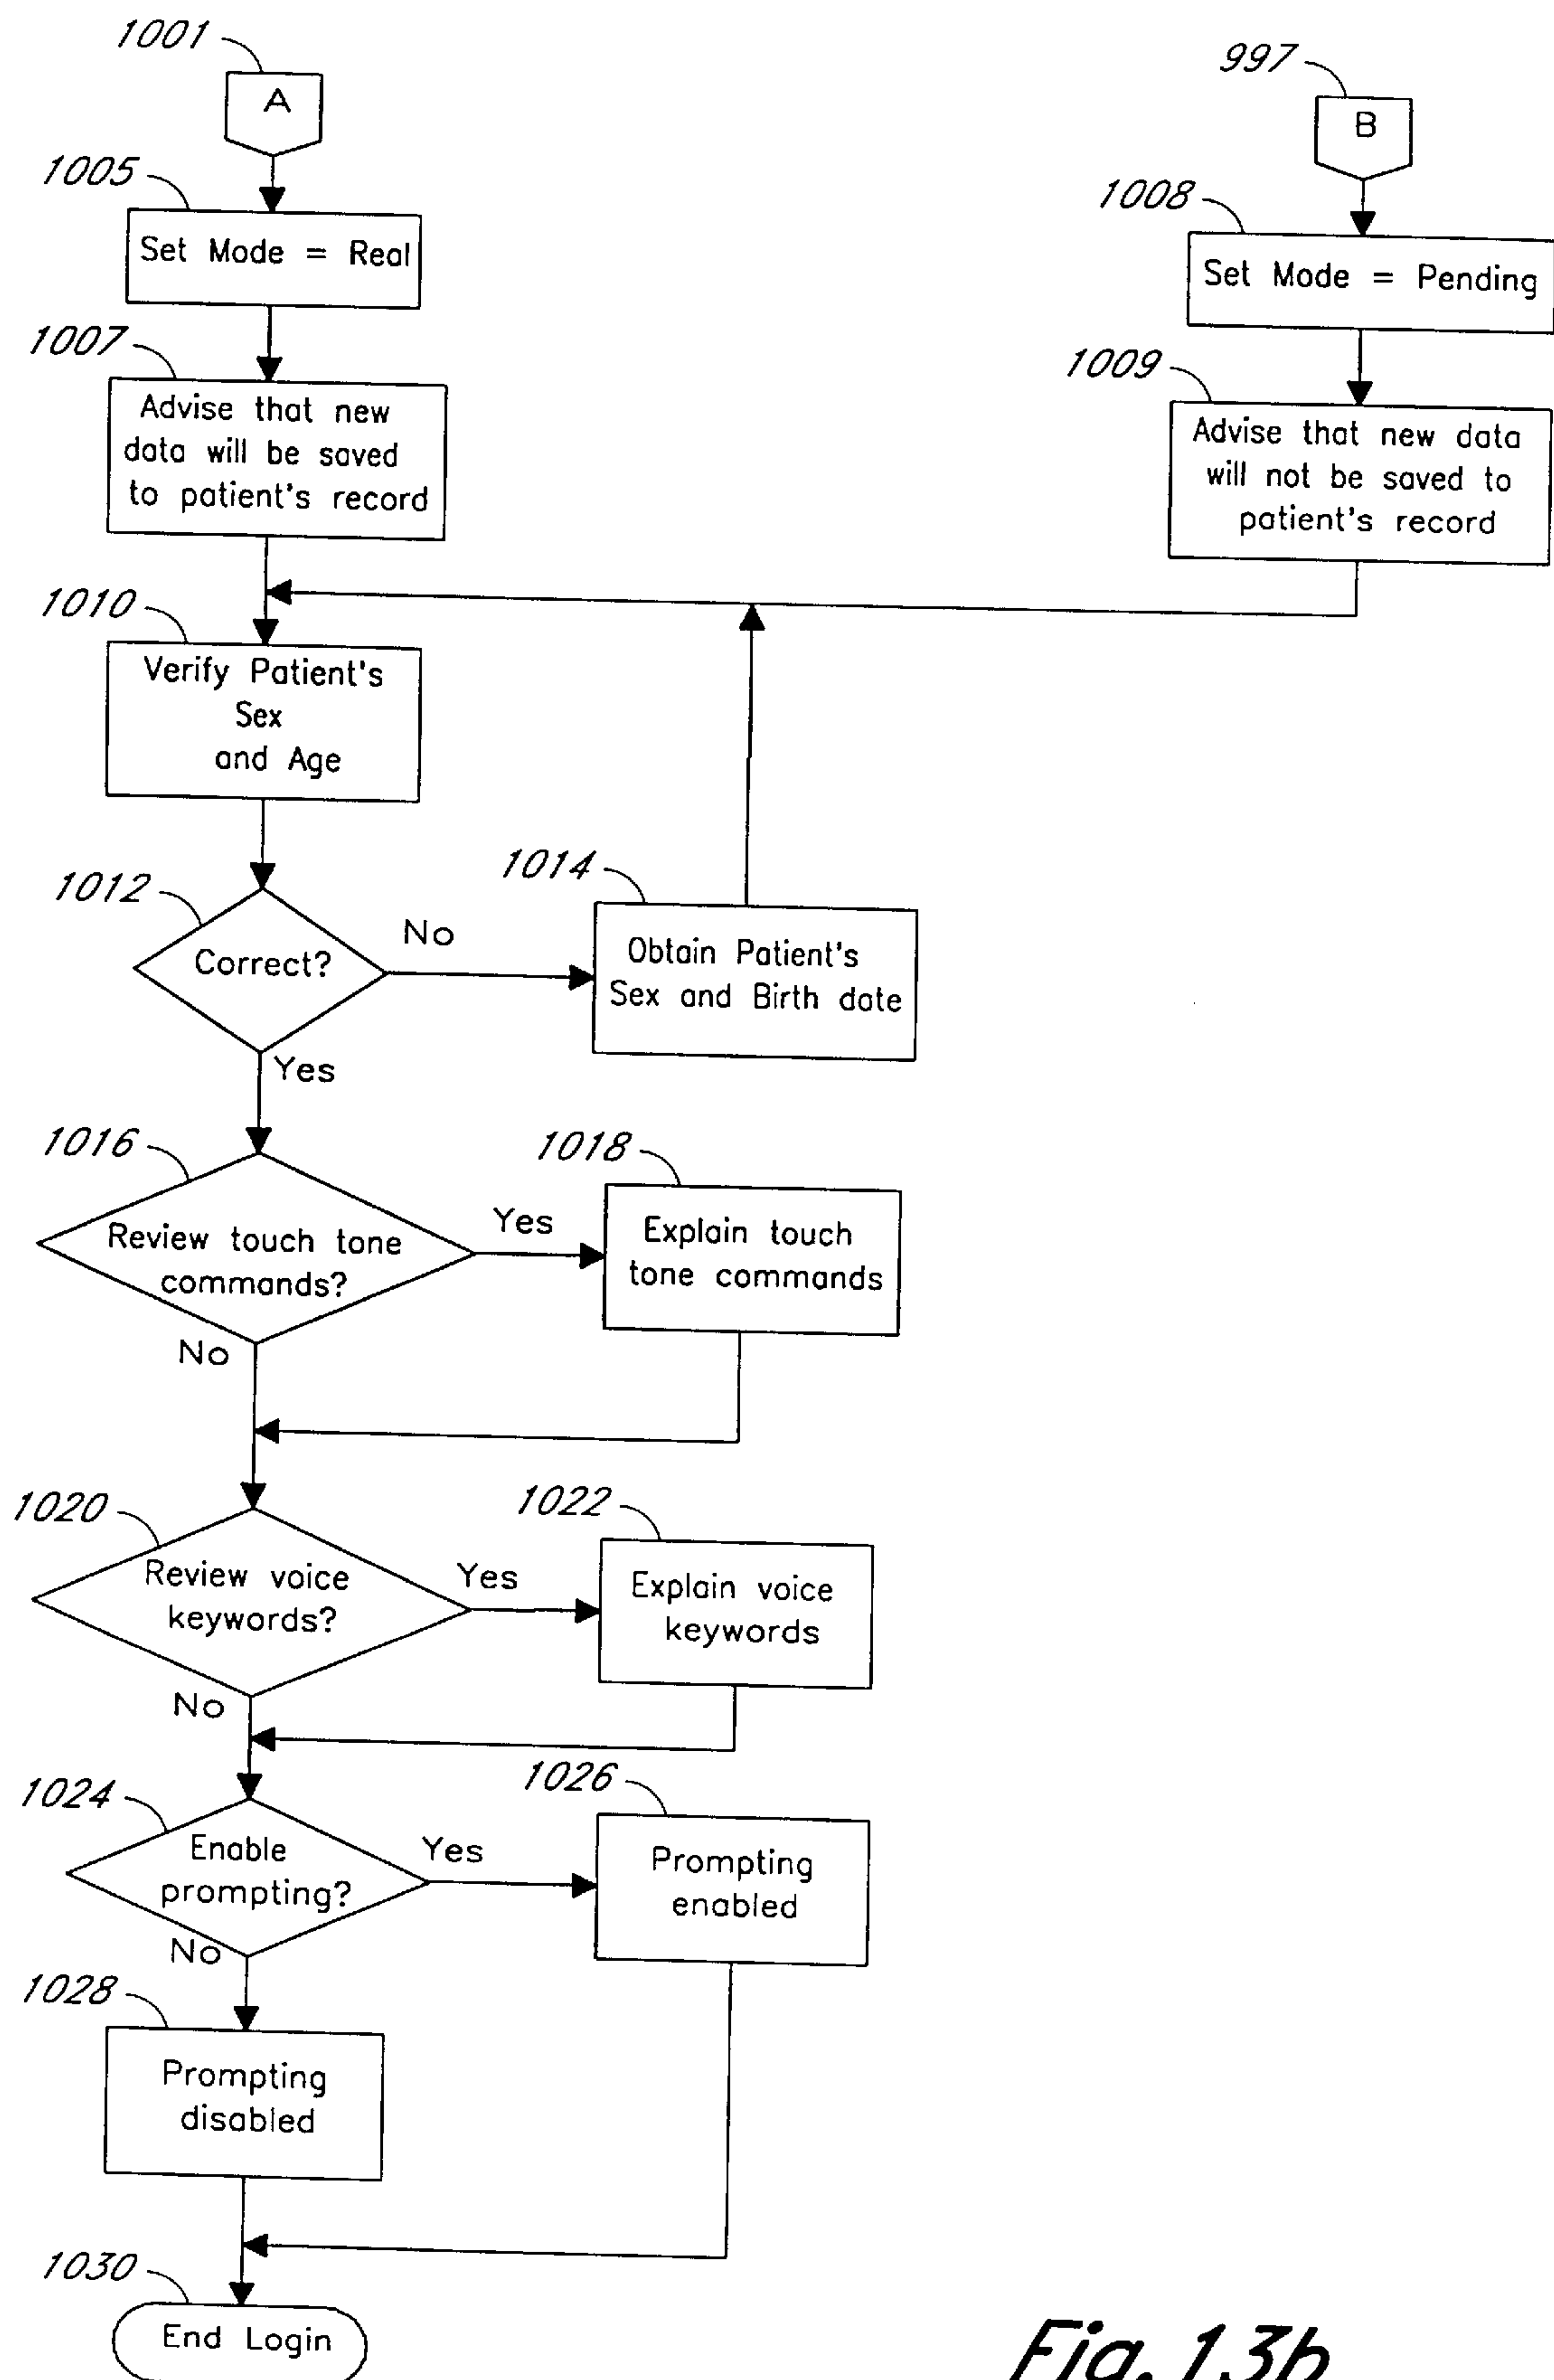 1001
A
997
B
1005
Set Mode = Real
1008
Set Mode = Pending
1007
Advise that new
data will be saved
to patient's record
1009
Advise that new data
will not be saved to
patient's record
1010
Verify Patient's
Sex
and Age
1012
Correct?
No
Yes
1014
Obtain Patient's
Sex and Birth date
1016
Review touch tone
commands?
Yes
No
1018
Explain touch
tone commands
1020
Review voice
keywords?
Yes
No
1022
Explain voice
keywords
1024
Enable
prompting?
Yes
No
1026
Prompting
enabled
1028
Prompting
disabled
1030
End Login
Fig. 13b